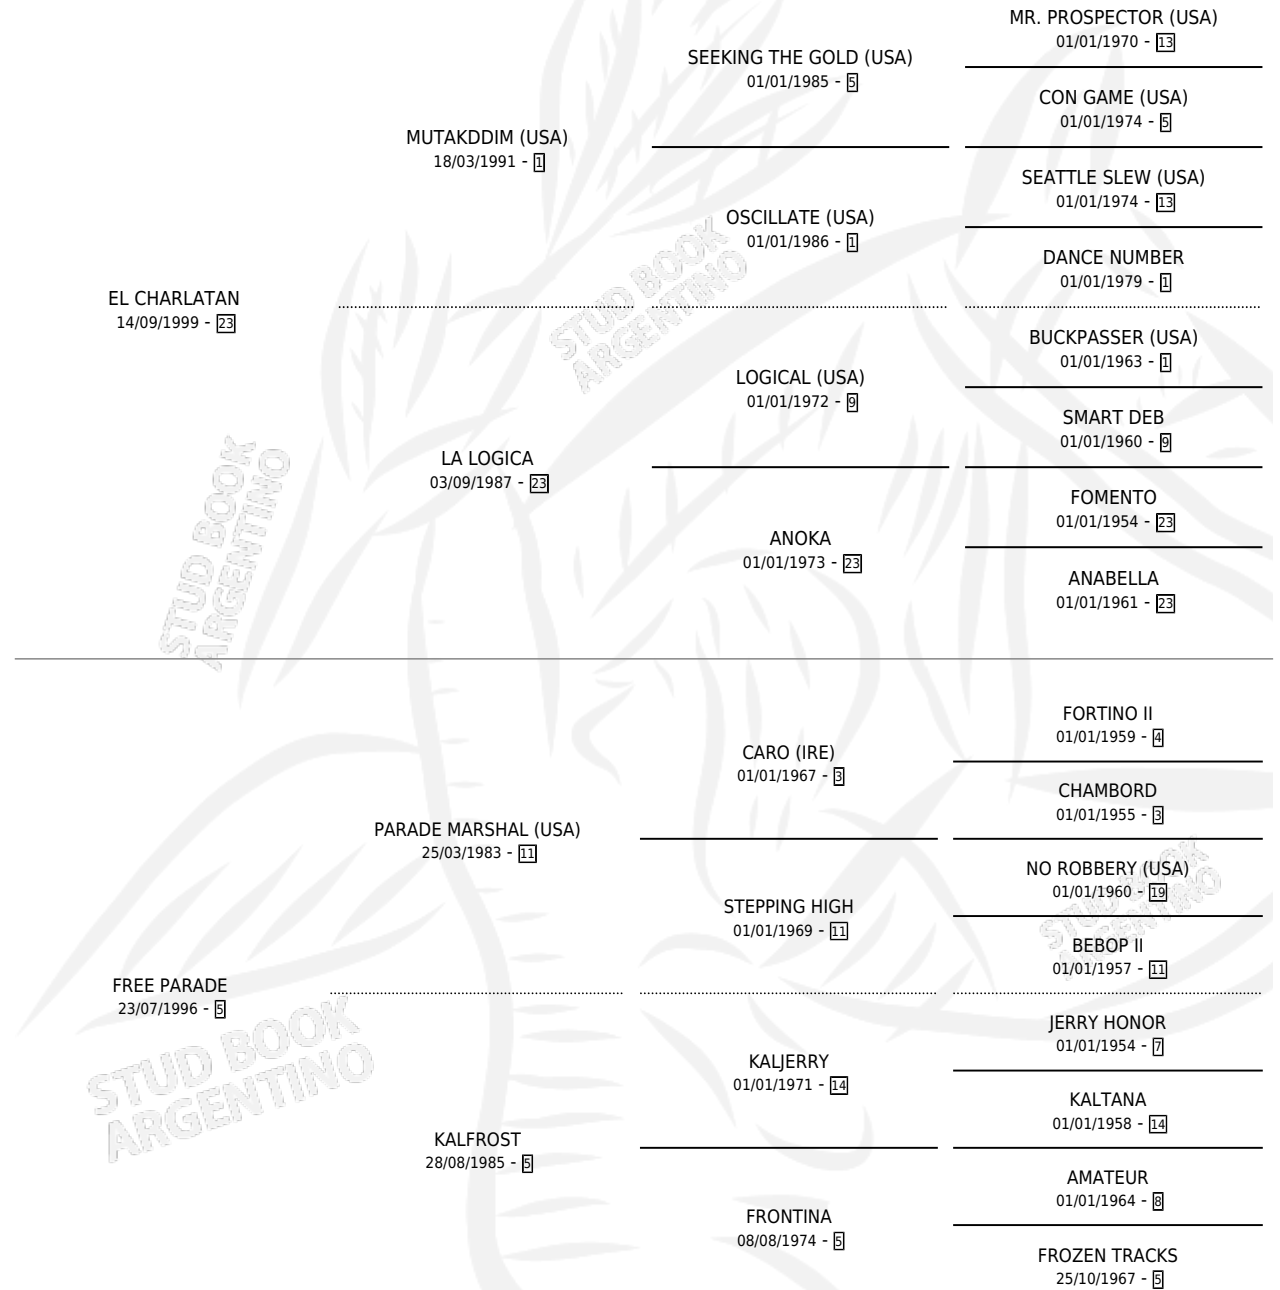 MR. PROSPECTOR (USA)
01/01/1970 - 13
SEEKING THE GOLD (USA)
01/01/1985 - 5
CON GAME (USA)
01/01/1974 - 5
MUTAKDDIM (USA)
18/03/1991 - 1
SEATTLE SLEW (USA)
01/01/1974 - 13
OSCILLATE (USA)
01/01/1986 - 1
DANCE NUMBER
01/01/1979 - 1
EL CHARLATAN
14/09/1999 - 23
BUCKPASSER (USA)
01/01/1963 - 1
LOGICAL (USA)
01/01/1972 - 9
SMART DEB
01/01/1960 - 9
LA LOGICA
03/09/1987 - 23
FOMENTO
01/01/1954 - 23
ANOKA
01/01/1973 - 23
ANABELLA
01/01/1961 - 23
STUD BOOK
ARGENTINO
STUD BOOK
ARGENTINO
FORTINO II
01/01/1959 - 4
CARO (IRE)
01/01/1967 - 3
CHAMBORD
01/01/1955 - 3
PARADE MARSHAL (USA)
25/03/1983 - 11
NO ROBBERY (USA)
01/01/1960 - 19
STEPPING HIGH
01/01/1969 - 11
BEBOP II
01/01/1957 - 11
STUD BOOK
ARGENTINO
FREE PARADE
23/07/1996 - 5
JERRY HONOR
01/01/1954 - 7
KALJERRY
01/01/1971 - 14
KALTANA
01/01/1958 - 14
STUD BOOK
ARGENTINO
KALFROST
28/08/1985 - 5
AMATEUR
01/01/1964 - 8
FRONTINA
08/08/1974 - 5
FROZEN TRACKS
25/10/1967 - 5